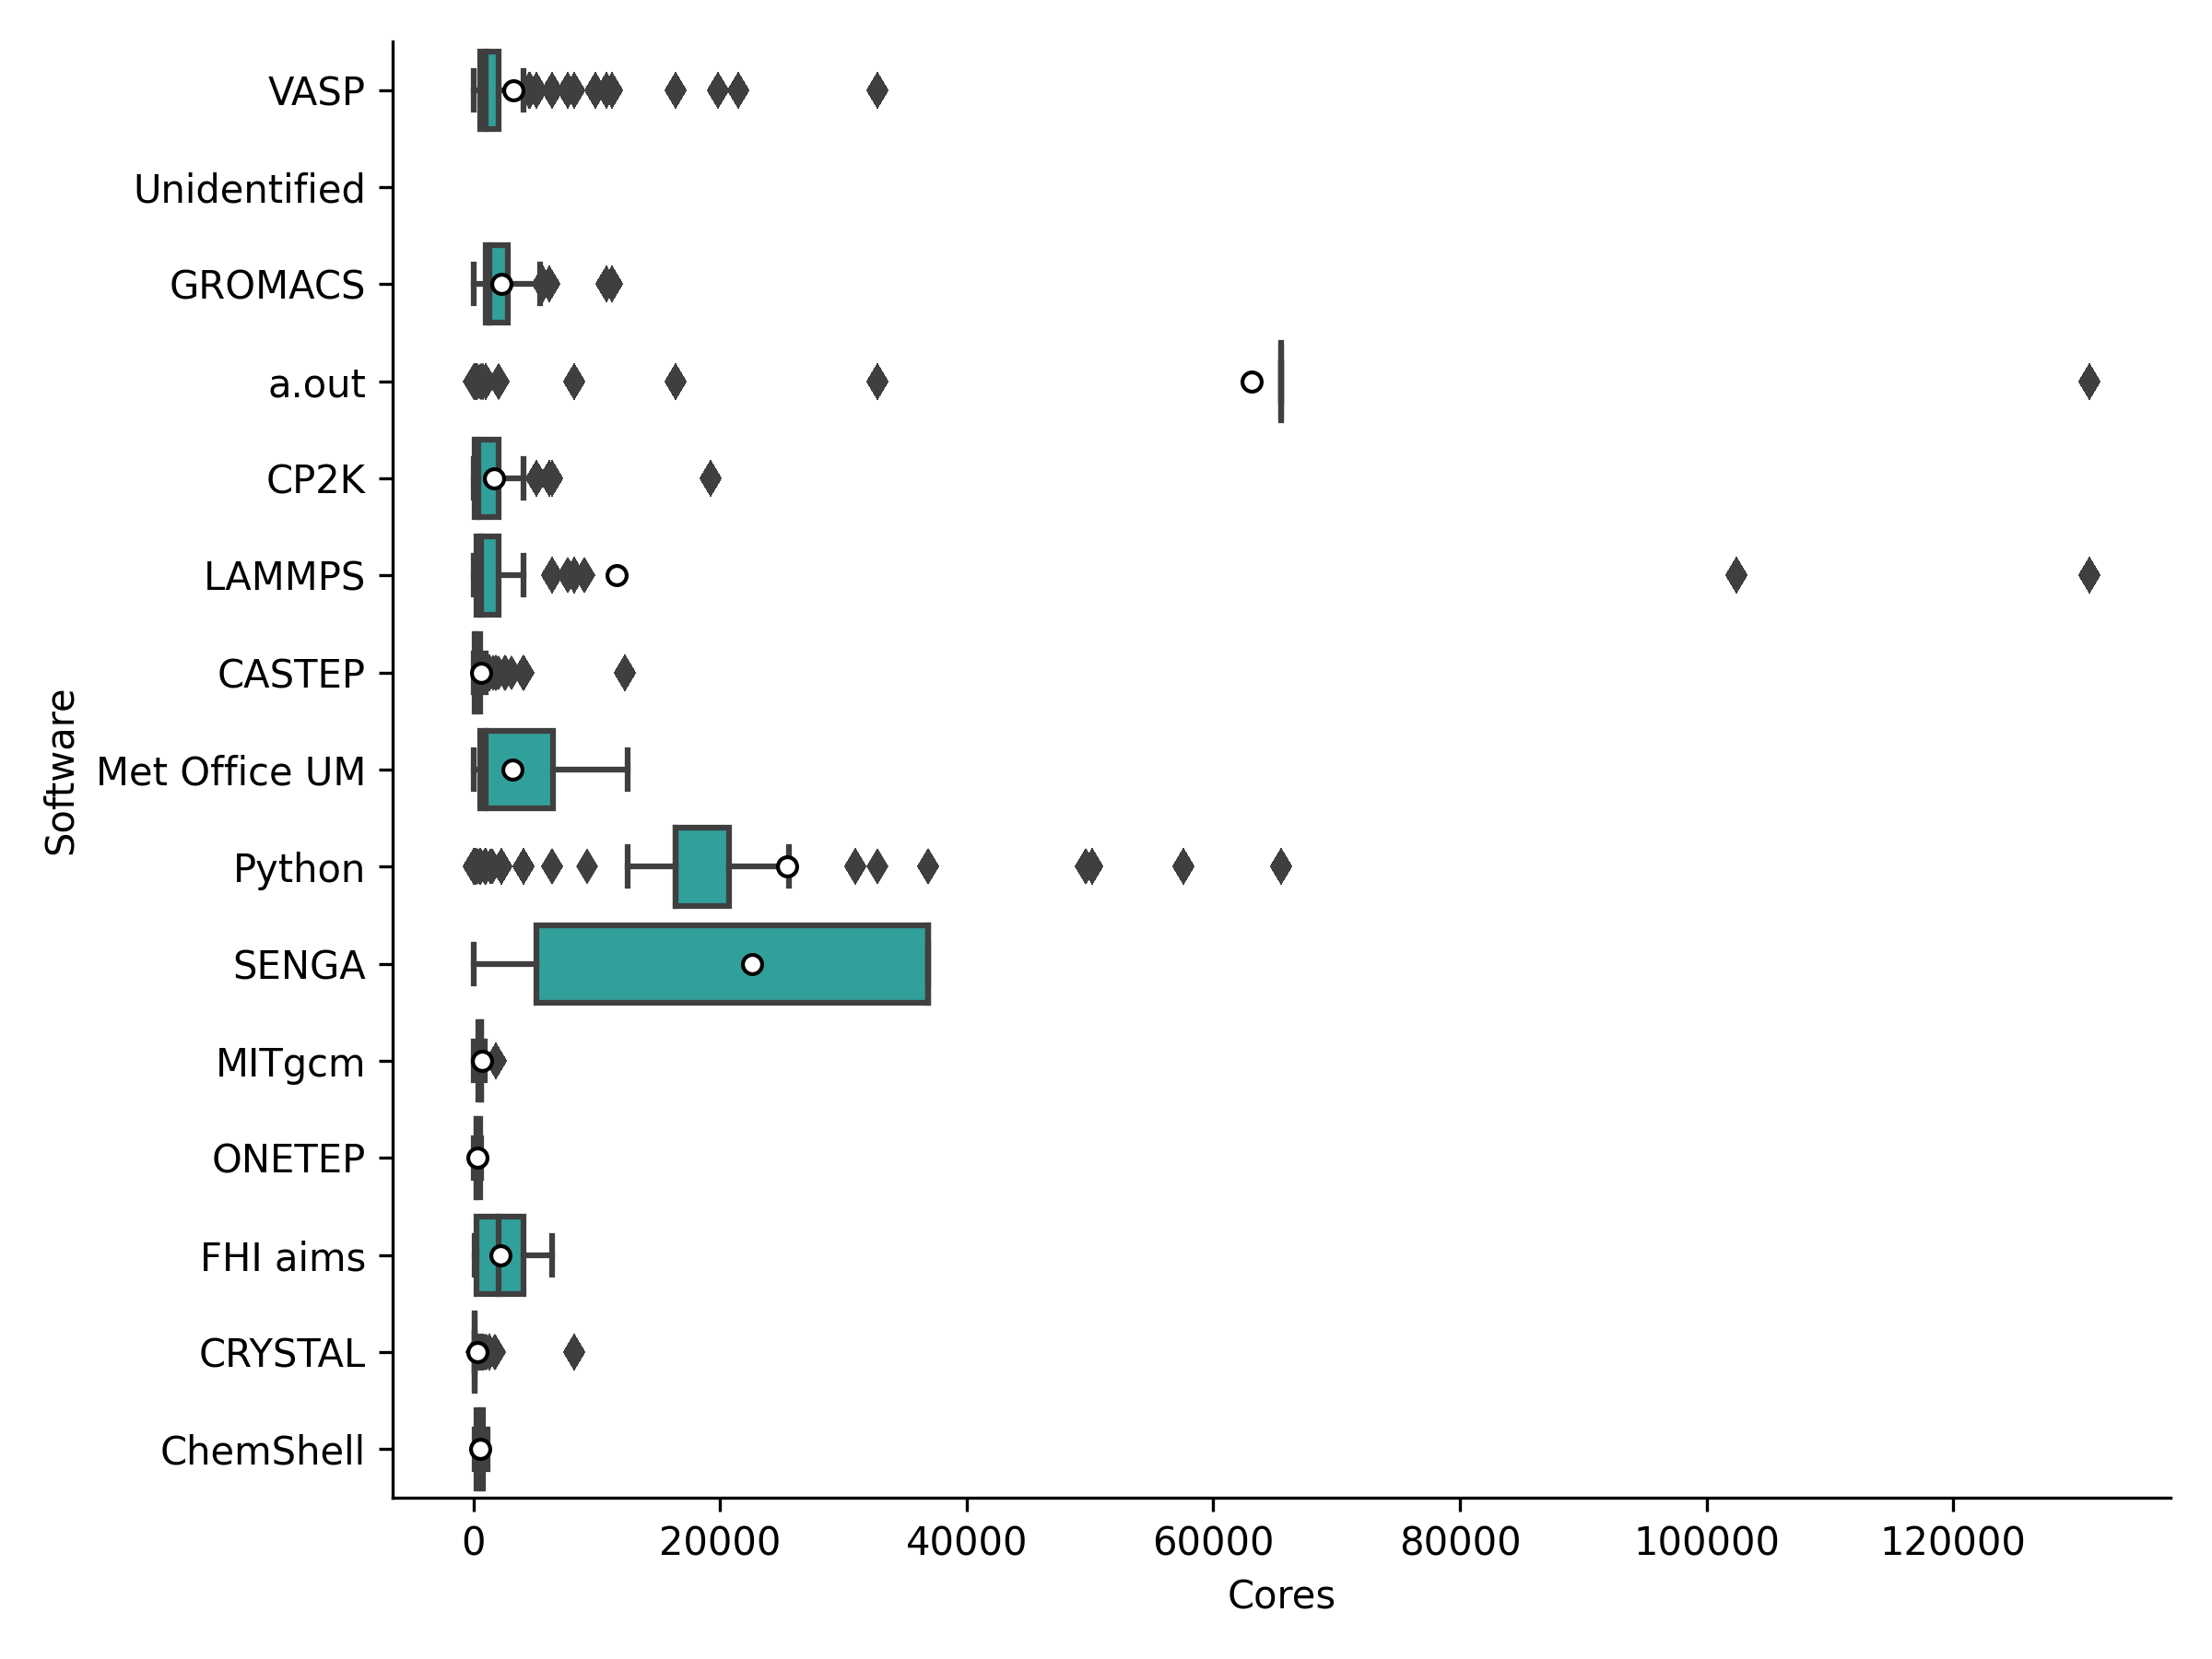 VASP
Unidentified
GROMACS
a.out
CP2K
LAMMPS
CASTEP
Met Office UM
Python
SENGA
MITgcm
ONETEP
FHI aims
CRYSTAL
ChemShell
Software
0 20000 40000 60000 80000 100000 120000
Cores